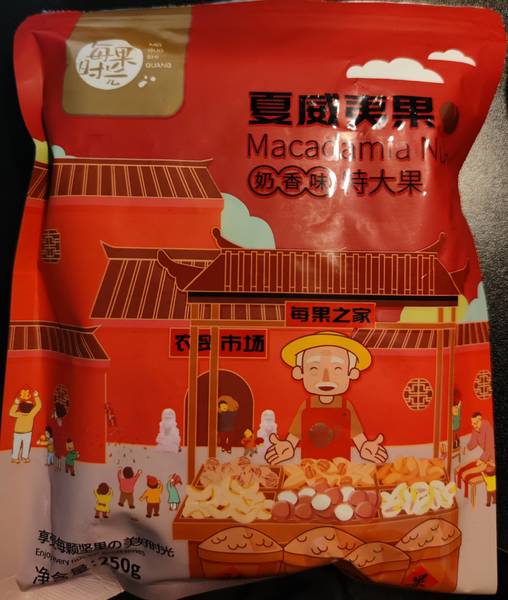 每果
时光
MEI
GUO
SHI
GUANG
夏威夷果
Macadamia Nu
奶香味 特大果
每果之家
农贸市场
享受每颗坚果の美好时光
Enjoy every
净含量: 250g